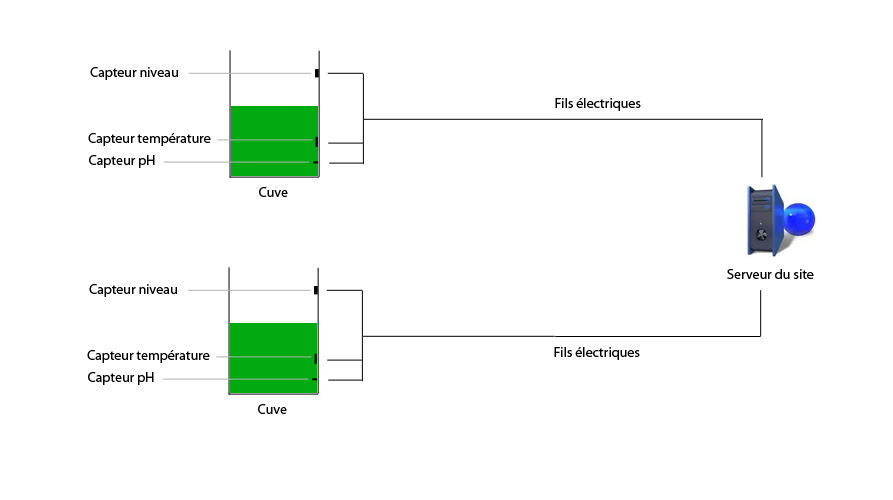 Capteur niveau
Fils électriques
Capteur température
Capteur pH
Cuve
Serveur du site
Capteur niveau
Fils électriques
Capteur température
Capteur pH
Cuve